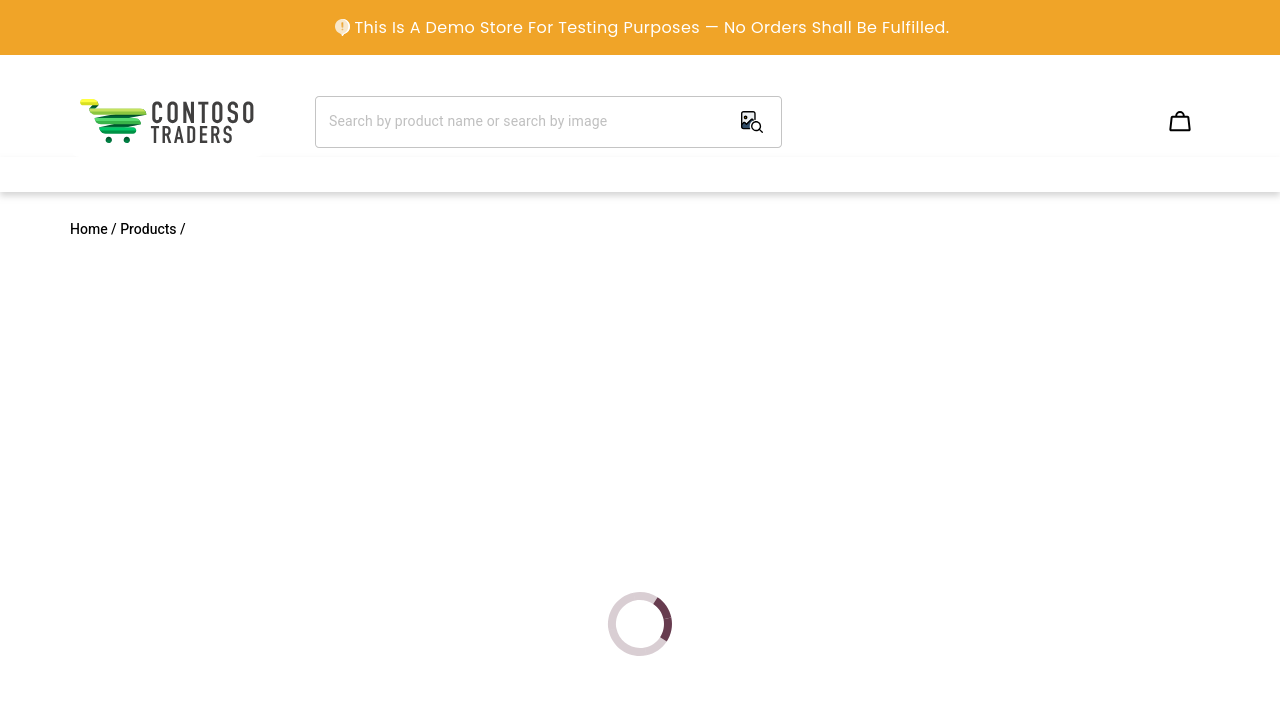 This Is A Demo Store For Testing Purposes — No Orders Shall Be Fulfilled.
CONTOSO
TRADERS
Search by product name or search by image
Home / Products /